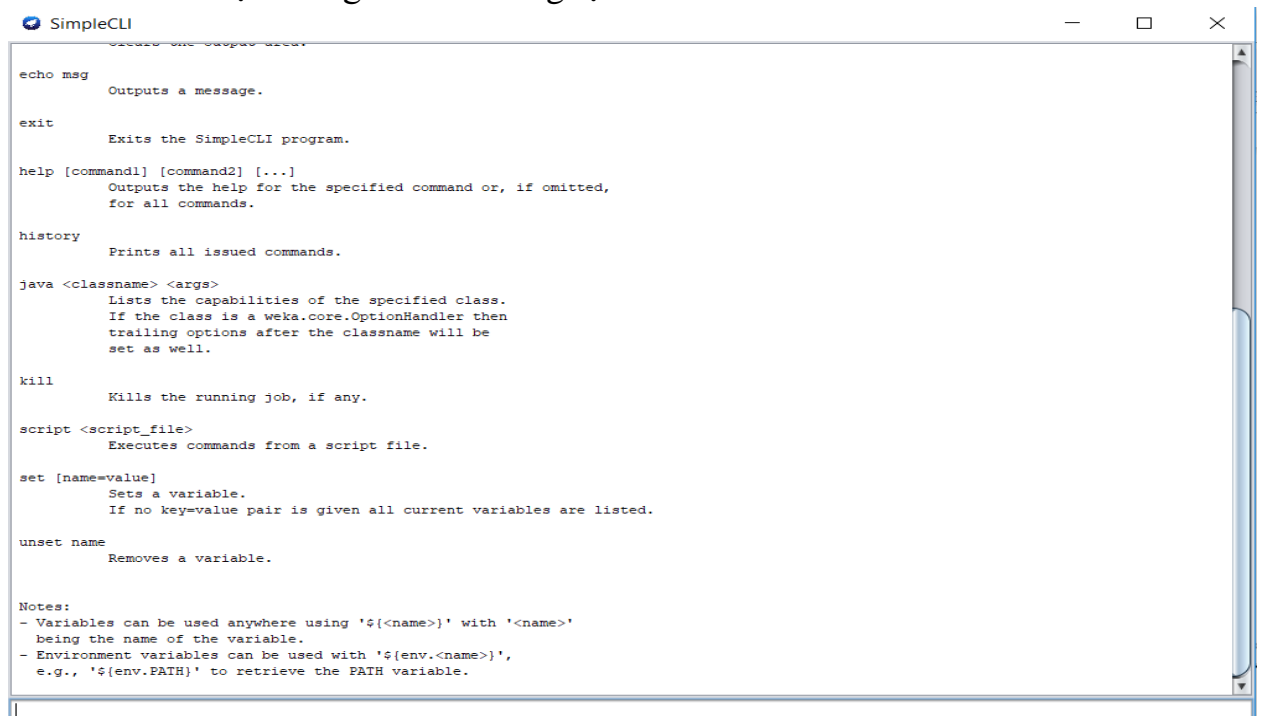 SimpleCLI
echo msg
Outputs a message.
exit
Exits the SimpleCLI program.
help [command1] [command2] [...]
Outputs the help for the specified command or, if omitted,
for all commands.
history
Prints all issued commands.
java <classname> <args>
Lists the capabilities of the specified class.
If the class is a weka.core.OptionHandler then
trailing options after the classname will be
set as well.
kill
Kills the running job, if any.
script <script_file>
Executes commands from a script file.
set [name=value]
Sets a variable.
If no key=value pair is given all current variables are listed.
unset name
Removes a variable.
Notes:
- Variables can be used anywhere using '${<name>}' with '<name>'
being the name of the variable.
- Environment variables can be used with '${env.<name>}',
e.g., '${env.PATH}' to retrieve the PATH variable.